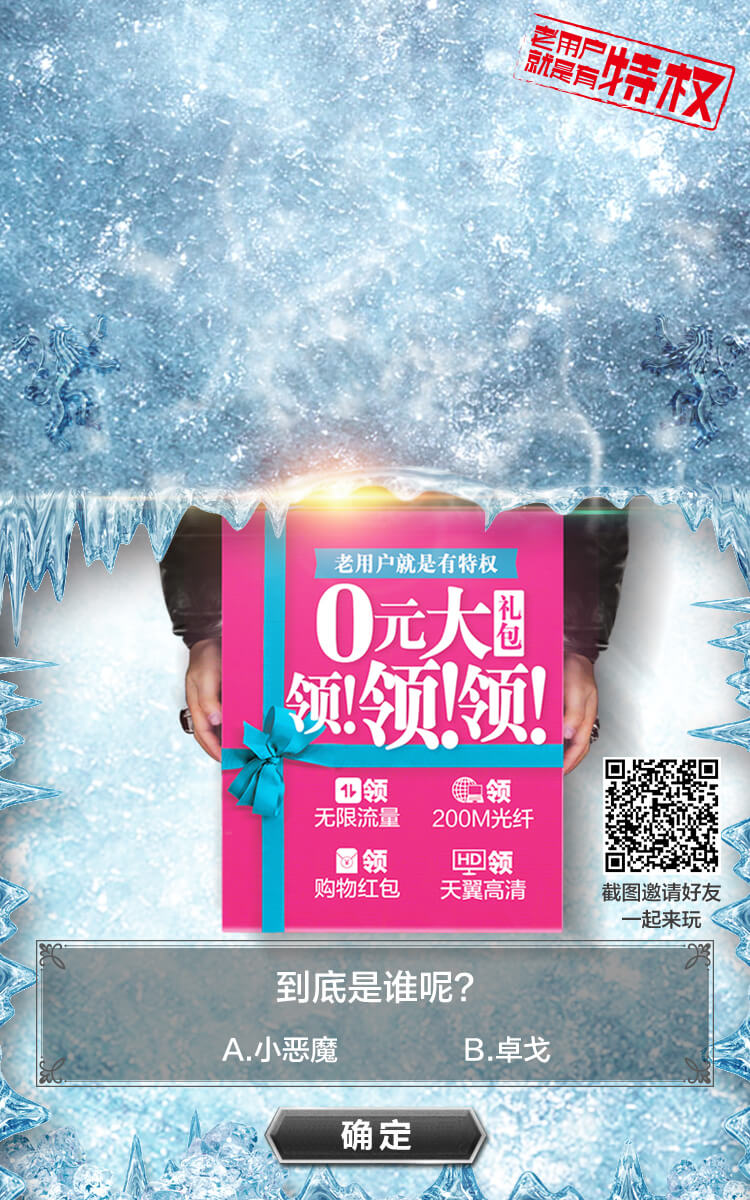 老用户
就是有特权
老用户就是有特权
0元大礼包
领!领!领!
领
无限流量
领
200M光纤
领
购物红包
HD领
天翼高清
截图邀请好友
一起来玩
到底是谁呢?
A.小恶魔
B.卓戈
确定